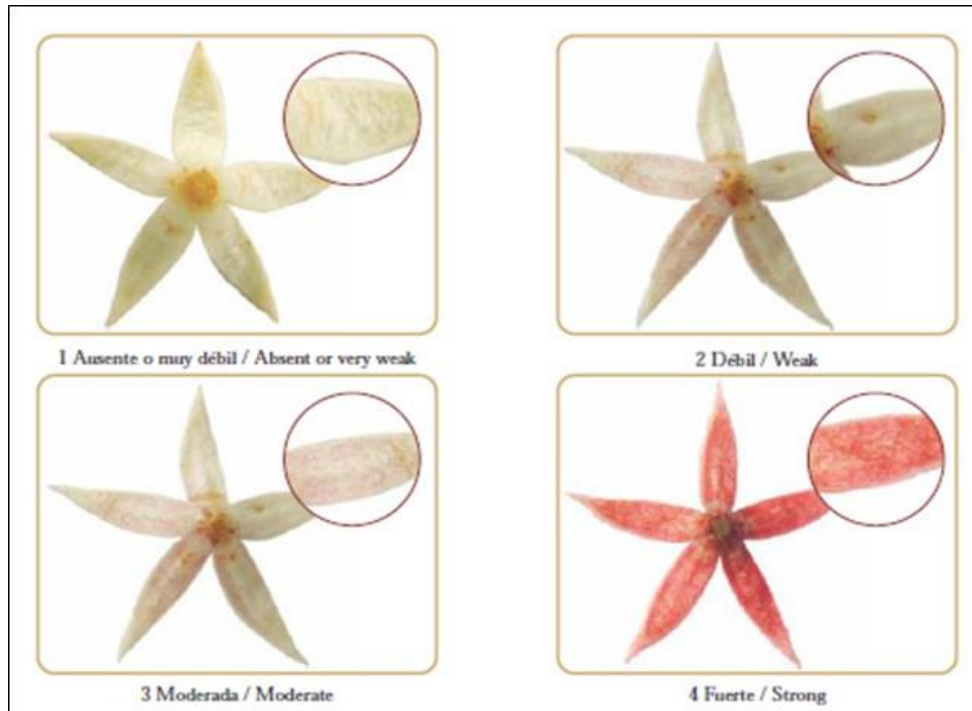 1 Ausente o muy débil / Absent or very weak
2 Débil / Weak
3 Moderada / Moderate
4 Fuerte / Strong